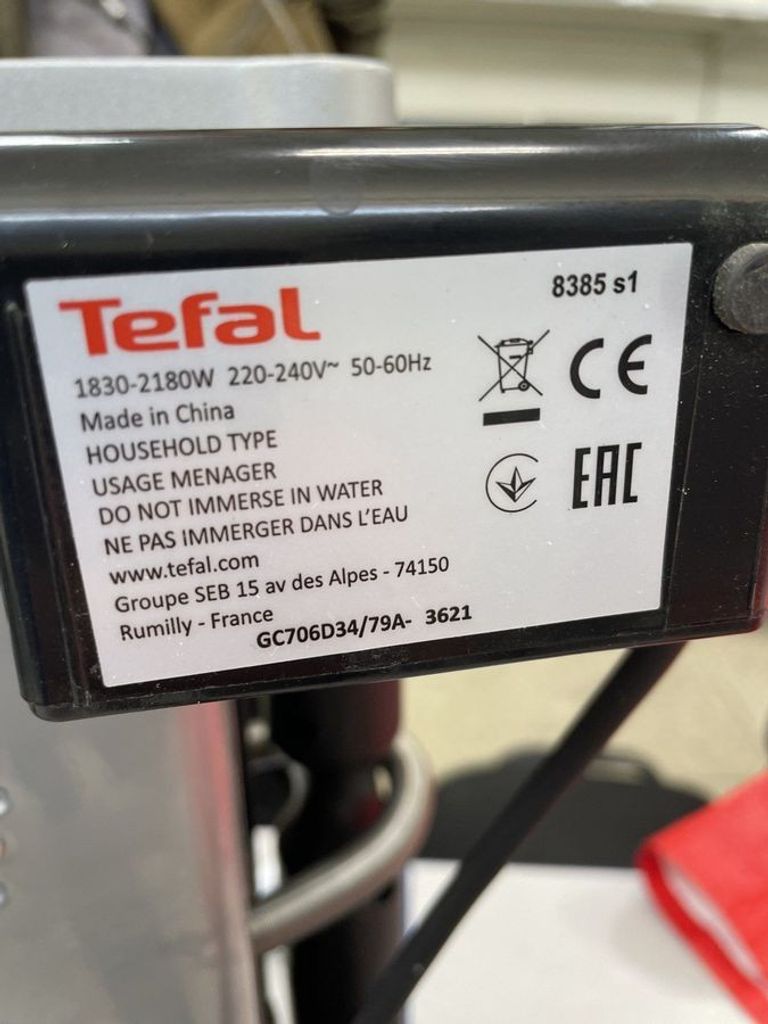 Tefal
8385 s1
1830-2180W 220-240V~ 50-60Hz
Made in China
HOUSEHOLD TYPE
USAGE MENAGER
DO NOT IMMERSE IN WATER
NE PAS IMMERGER DANS L'EAU
www.tefal.com
Groupe SEB 15 av des Alpes - 74150
Rumilly - France
GC706D34/79A- 3621
CE
EAC